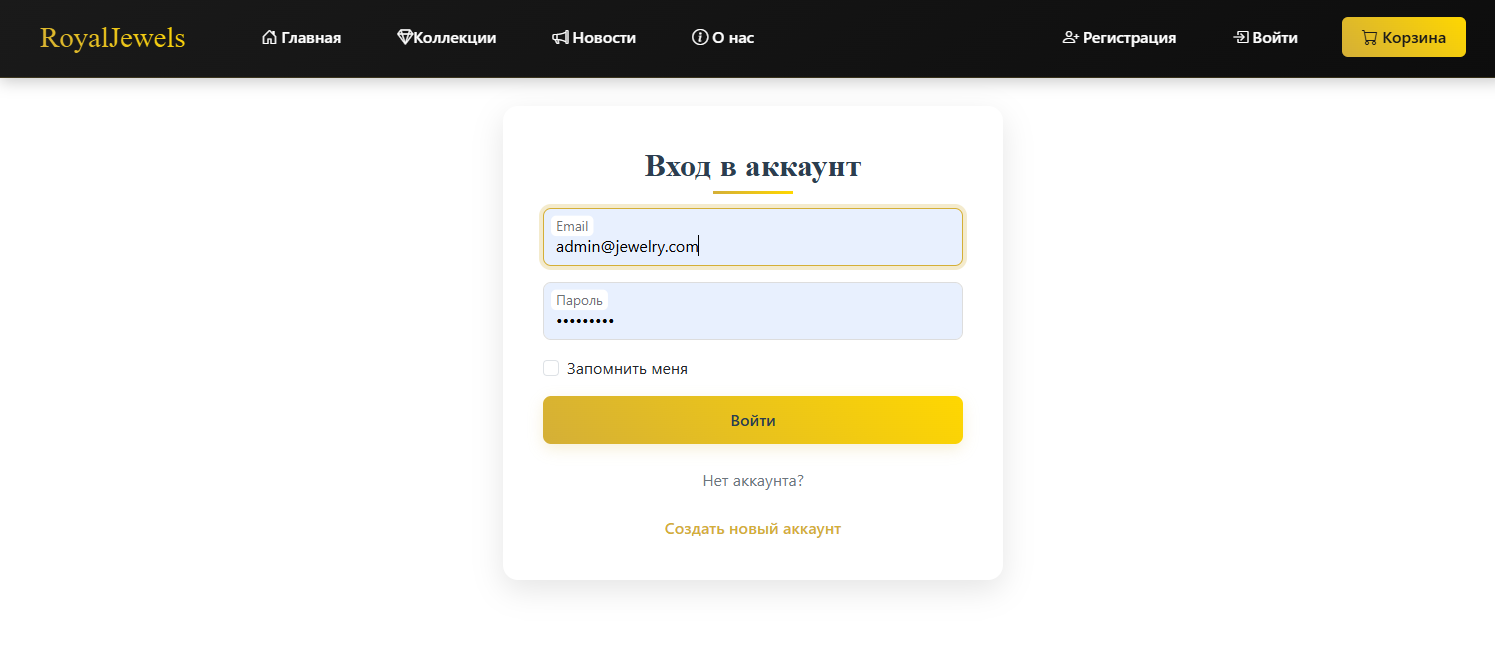 RoyalJewels Главная Коллекции Новости О нас Регистрация Войти Корзина
Вход в аккаунт
Email
admin@jewelry.com
Пароль
•••••••••
Запомнить меня
Войти
Нет аккаунта?
Создать новый аккаунт